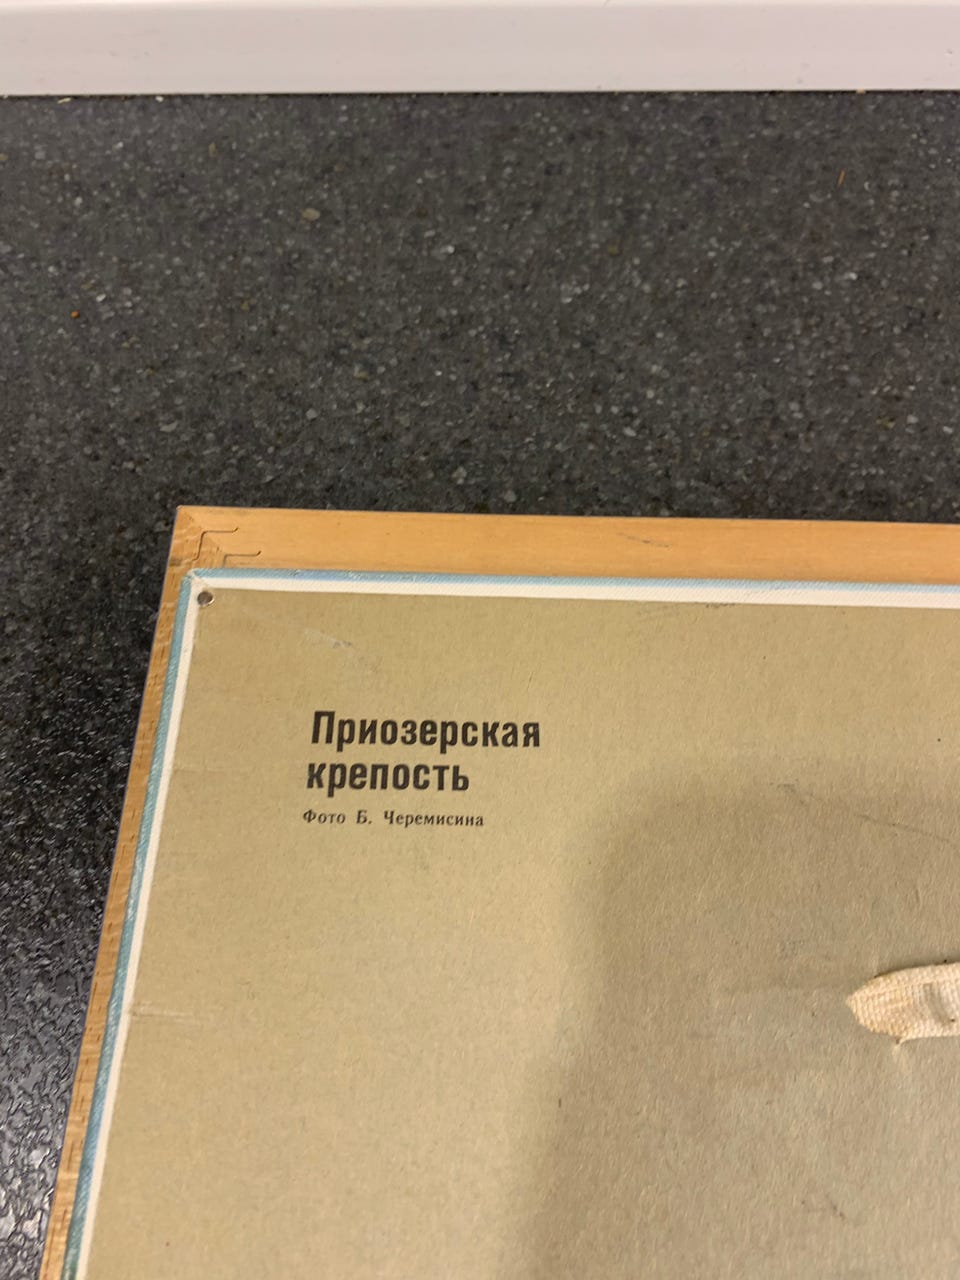 Приозерская
крепость
Фото Б. Черемисина